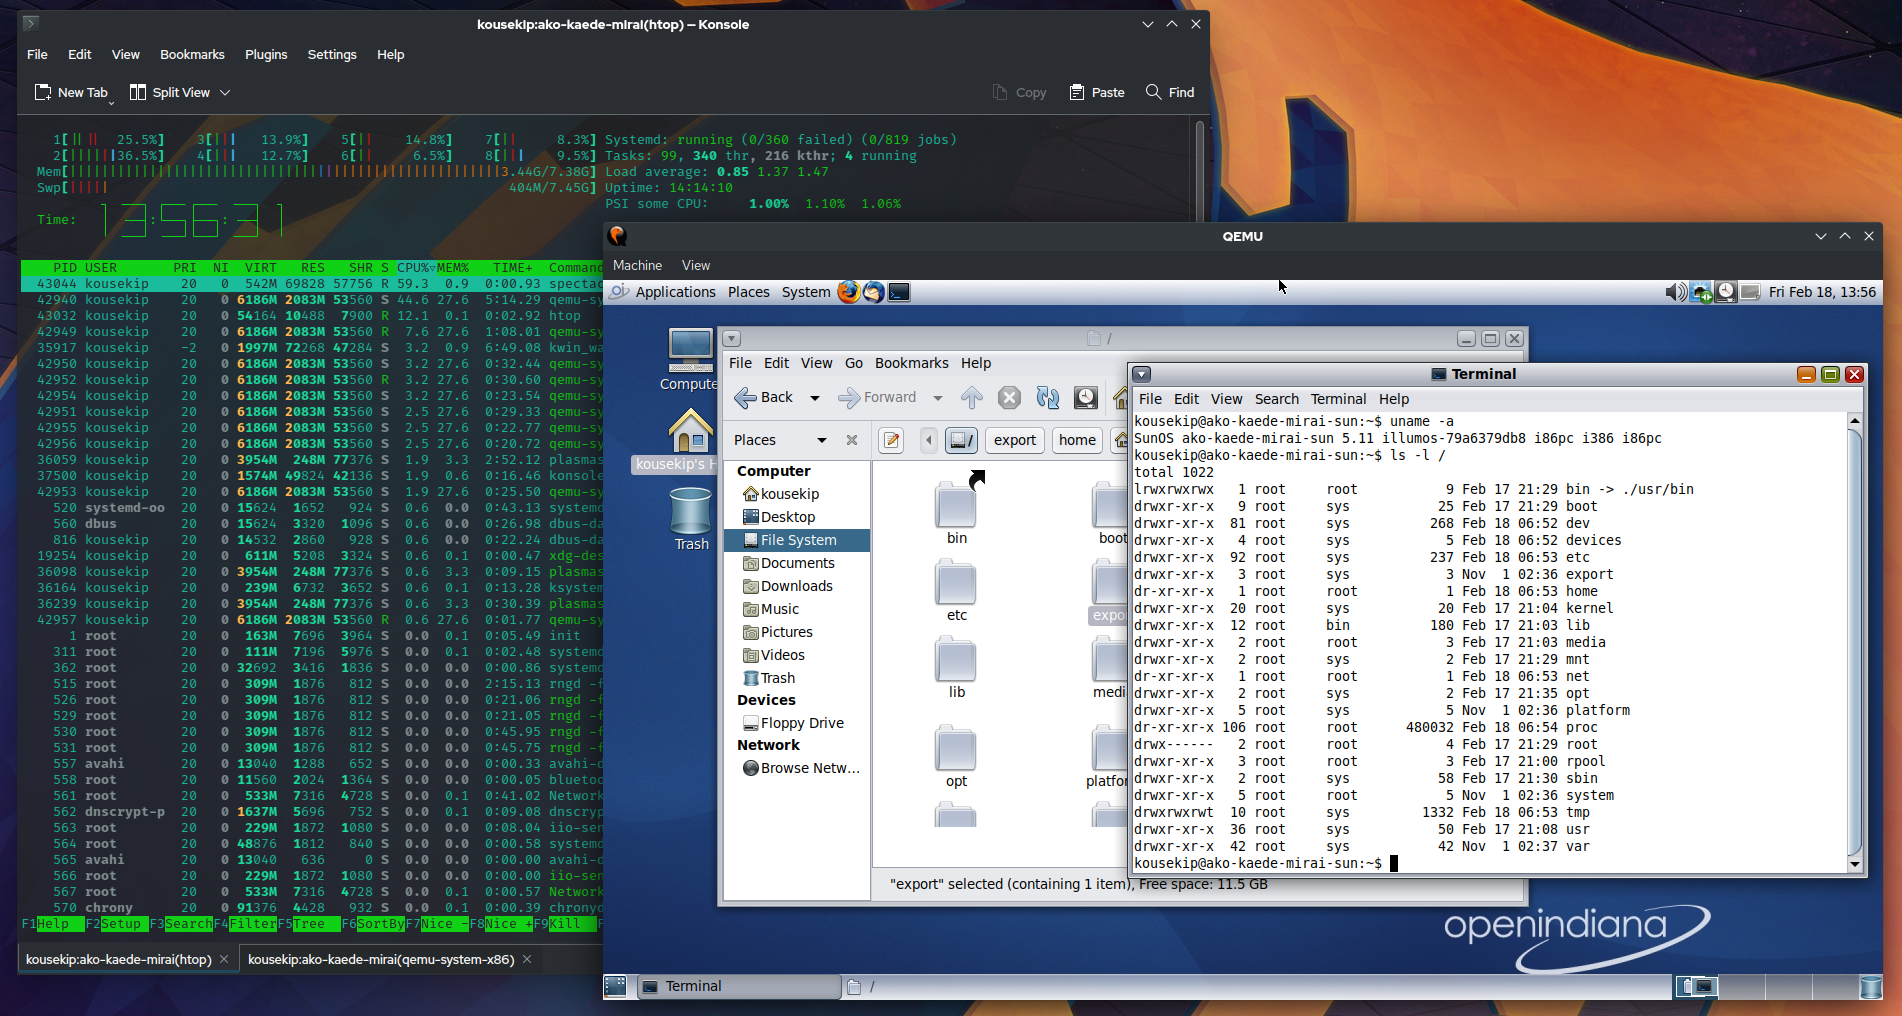 kousekip:ako-kaede-mirai(htop) — Konsole
File Edit View Bookmarks Plugins Settings Help
New Tab Split View Copy Paste Find
1[|| || 25.5%] 3[||| 13.9%] 5[|| 14.8%] 7[|| 8.3%] Systemd: running (0/360 failed) (0/819 jobs)
2[||||||36.5%] 4[||| 12.7%] 6[|| 6.5%] 8[||| 9.5%] Tasks: 99, 340 thr, 216 kthr; 4 running
Mem[ 3.44G/7.38G] Load average: 0.85 1.37 1.47
Swp[||||| 404M/7.45G] Uptime: 14:14:10
Time: 13:56:31 PSI some CPU: 1.00% 1.10% 1.06%
PID USER PRI NI VIRT RES SHR S CPU%▽MEM% TIME+ Command
43044 kousekip 20 0 542M 69828 57756 R 59.3 0.9 0:00.93 spectac
42940 kousekip 20 0 6186M 2083M 53560 S 44.6 27.6 5:14.29 qemu-sy
43032 kousekip 20 0 54164 10488 7900 R 12.1 0.1 0:02.92 htop
42949 kousekip 20 0 6186M 2083M 53560 R 7.6 27.6 1:08.01 qemu-sy
35917 kousekip -2 0 1997M 72268 47284 S 3.2 0.9 6:49.08 kwin_wa
42950 kousekip 20 0 6186M 2083M 53560 S 3.2 27.6 0:32.44 qemu-sy
42952 kousekip 20 0 6186M 2083M 53560 R 3.2 27.6 0:30.60 qemu-sy
42954 kousekip 20 0 6186M 2083M 53560 S 3.2 27.6 0:23.54 qemu-sy
42951 kousekip 20 0 6186M 2083M 53560 S 2.5 27.6 0:29.33 qemu-sy
42955 kousekip 20 0 6186M 2083M 53560 S 2.5 27.6 0:22.77 qemu-sy
42956 kousekip 20 0 6186M 2083M 53560 S 2.5 27.6 0:20.72 qemu-sy
36059 kousekip 20 0 3954M 248M 77376 S 1.9 3.3 2:52.12 plasmas
37500 kousekip 20 0 1574M 49824 42136 S 1.9 0.6 0:16.46 konsole
42953 kousekip 20 0 6186M 2083M 53560 S 1.9 27.6 0:25.50 qemu-sy
520 systemd-oo 20 0 15624 1652 924 S 0.6 0.0 0:43.13 systemd
560 dbus 20 0 15624 3320 1096 S 0.6 0.0 0:26.98 dbus-da
816 kousekip 20 0 14532 2860 928 S 0.6 0.0 0:22.24 dbus-da
19254 kousekip 20 0 611M 5208 3324 S 0.6 0.1 0:00.47 xdg-des
36098 kousekip 20 0 3954M 248M 77376 S 0.6 3.3 0:09.15 plasmas
36164 kousekip 20 0 239M 6732 3652 S 0.6 0.1 0:13.28 ksystem
36239 kousekip 20 0 3954M 248M 77376 S 0.6 3.3 0:30.39 plasmas
42957 kousekip 20 0 6186M 2083M 53560 R 0.6 27.6 0:01.77 qemu-sy
1 root 20 0 163M 7696 3964 S 0.0 0.1 0:05.49 init
311 root 20 0 111M 7196 5976 S 0.0 0.1 0:02.48 systemd
362 root 20 0 32692 3416 1836 S 0.0 0.0 0:00.86 systemd
515 root 20 0 309M 1876 812 S 0.0 0.0 2:15.13 rngd -f
526 root 20 0 309M 1876 812 S 0.0 0.0 0:21.06 rngd -f
529 root 20 0 309M 1876 812 S 0.0 0.0 0:21.05 rngd -f
530 root 20 0 309M 1876 812 S 0.0 0.0 0:45.95 rngd -f
531 root 20 0 309M 1876 812 S 0.0 0.0 0:45.75 rngd -f
557 avahi 20 0 13040 1288 652 S 0.0 0.0 0:00.33 avahi-d
558 root 20 0 11560 2024 1364 S 0.0 0.0 0:00.05 bluetoo
561 root 20 0 533M 7316 4728 S 0.0 0.1 0:41.02 Network
562 dnscrypt-p 20 0 1637M 5696 752 S 0.0 0.1 0:09.08 dnscryp
563 root 20 0 229M 1872 1080 S 0.0 0.0 0:08.04 iio-sen
564 root 20 0 48876 1812 840 S 0.0 0.0 0:00.58 systemd
565 avahi 20 0 13040 636 0 S 0.0 0.0 0:00.00 avahi-d
566 root 20 0 229M 1872 1080 S 0.0 0.0 0:00.00 iio-sen
567 root 20 0 533M 7316 4728 S 0.0 0.1 0:00.57 Network
570 chrony 20 0 91376 4428 932 S 0.0 0.1 0:00.39 chronyd
F1Help F2Setup F3SearchF4FilterF5Tree F6SortByF7Nice -F8Nice +F9Kill F
kousekip:ako-kaede-mirai(htop) kousekip:ako-kaede-mirai(qemu-system-x86)
QEMU
Machine View
Applications Places System Fri Feb 18, 13:56
Compute
kousekip's H
Trash
/
File Edit View Go Bookmarks Help
Back Forward
Places / export home
Computer
kousekip
Desktop
File System
Documents
Downloads
Music
Pictures
Videos
Trash
Devices
Floppy Drive
Network
Browse Netw...
bin boot
etc expo
lib medi
opt platfor
"export" selected (containing 1 item), Free space: 11.5 GB
Terminal
File Edit View Search Terminal Help
kousekip@ako-kaede-mirai-sun:~$ uname -a
SunOS ako-kaede-mirai-sun 5.11 illumos-79a6379db8 i86pc i386 i86pc
kousekip@ako-kaede-mirai-sun:~$ ls -l /
total 1022
lrwxrwxrwx 1 root root 9 Feb 17 21:29 bin -> ./usr/bin
drwxr-xr-x 9 root sys 25 Feb 17 21:29 boot
drwxr-xr-x 81 root sys 268 Feb 18 06:52 dev
drwxr-xr-x 4 root sys 5 Feb 18 06:52 devices
drwxr-xr-x 92 root sys 237 Feb 18 06:53 etc
drwxr-xr-x 3 root sys 3 Nov 1 02:36 export
dr-xr-xr-x 1 root root 1 Feb 18 06:53 home
drwxr-xr-x 20 root sys 20 Feb 17 21:04 kernel
drwxr-xr-x 12 root bin 180 Feb 17 21:03 lib
drwxr-xr-x 2 root root 3 Feb 17 21:03 media
drwxr-xr-x 2 root sys 2 Feb 17 21:29 mnt
dr-xr-xr-x 1 root root 1 Feb 18 06:53 net
drwxr-xr-x 2 root sys 2 Feb 17 21:35 opt
drwxr-xr-x 5 root sys 5 Nov 1 02:36 platform
dr-xr-xr-x 106 root root 480032 Feb 18 06:54 proc
drwx------ 2 root root 4 Feb 17 21:29 root
drwxr-xr-x 3 root root 3 Feb 17 21:00 rpool
drwxr-xr-x 2 root sys 58 Feb 17 21:30 sbin
drwxr-xr-x 5 root root 5 Nov 1 02:36 system
drwxrwxrwt 10 root sys 1332 Feb 18 06:53 tmp
drwxr-xr-x 36 root sys 50 Feb 17 21:08 usr
drwxr-xr-x 42 root sys 42 Nov 1 02:37 var
kousekip@ako-kaede-mirai-sun:~$
openindiana
Terminal /